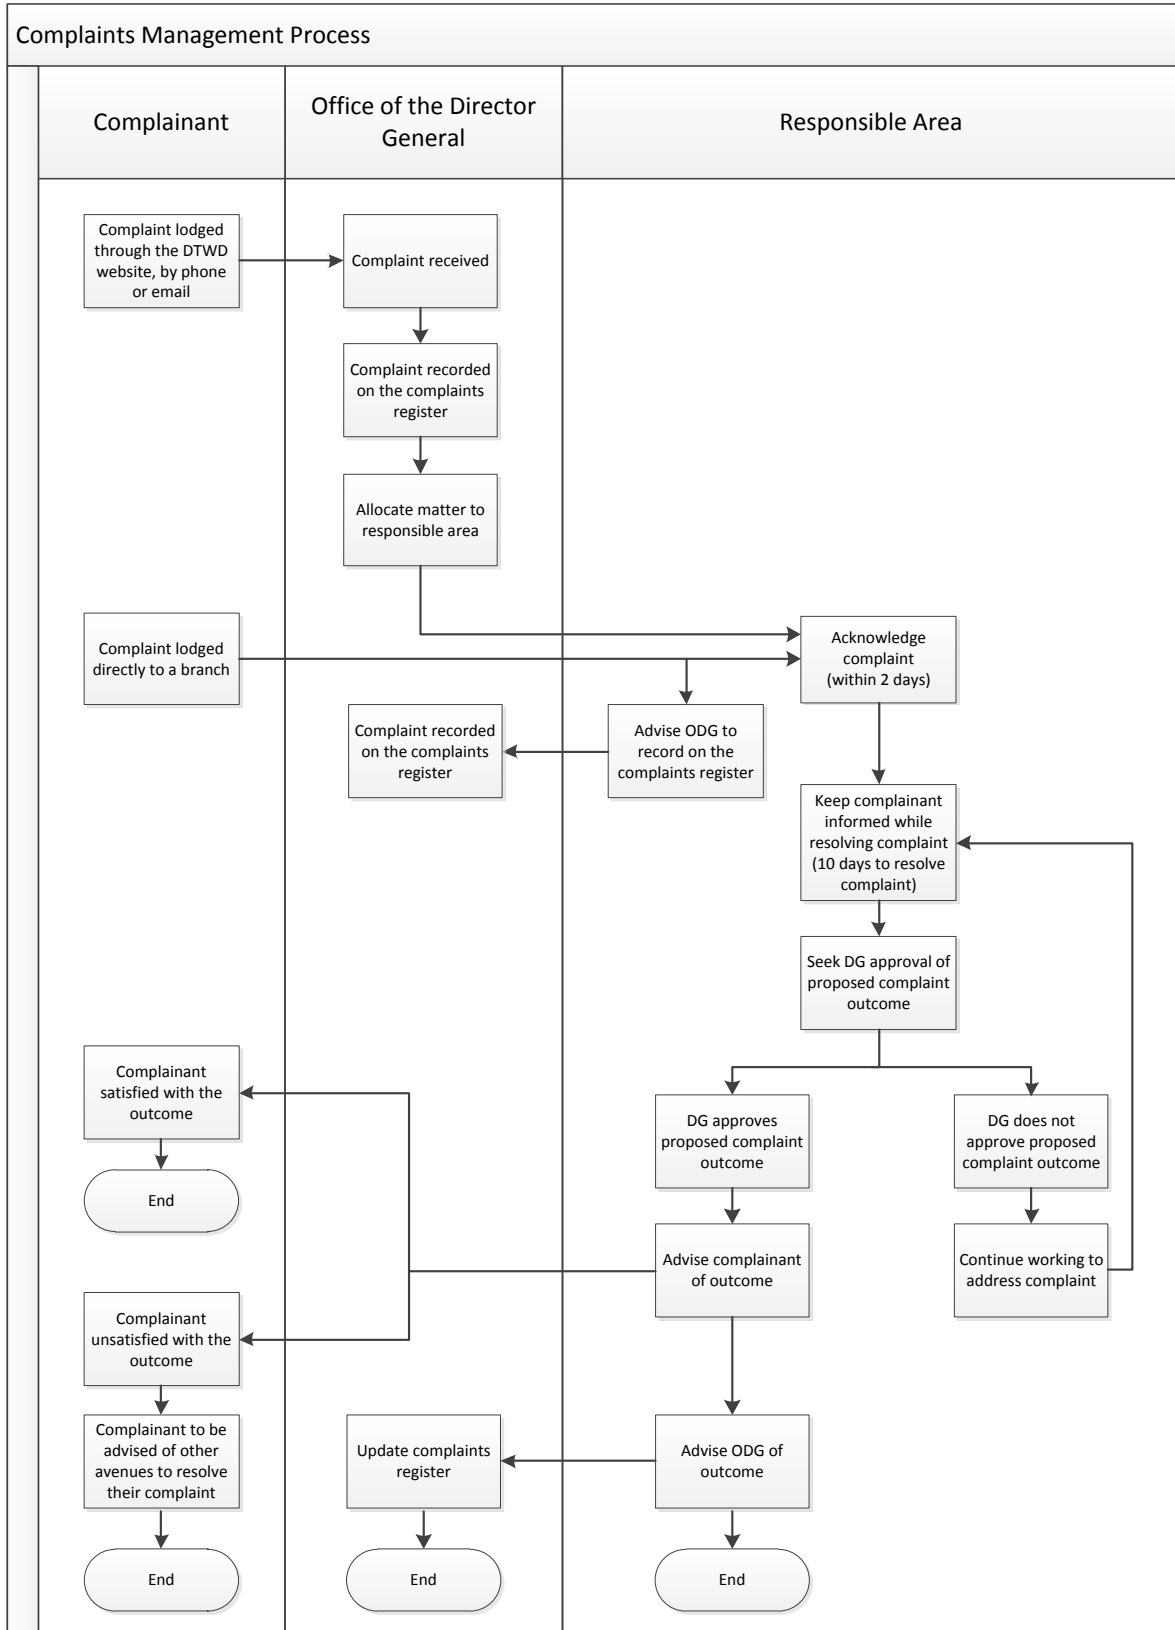 Complaints Management Process
Complainant
Office of the Director
General
Responsible Area
Complaint lodged
through the DTWD
website, by phone
or email
Complaint received
Complaint recorded
on the complaints
register
Allocate matter to
responsible area
Complaint lodged
directly to a branch
Acknowledge
complaint
(within 2 days)
Complaint recorded
on the complaints
register
Advise ODG to
record on the
complaints register
Keep complainant
informed while
resolving complaint
(10 days to resolve
complaint)
Seek DG approval of
proposed complaint
outcome
Complainant
satisfied with the
outcome
DG approves
proposed complaint
outcome
DG does not
approve proposed
complaint outcome
End
Advise complainant
of outcome
Continue working to
address complaint
Complainant
unsatisfied with the
outcome
Complainant to be
advised of other
avenues to resolve
their complaint
Update complaints
register
Advise ODG of
outcome
End
End
End